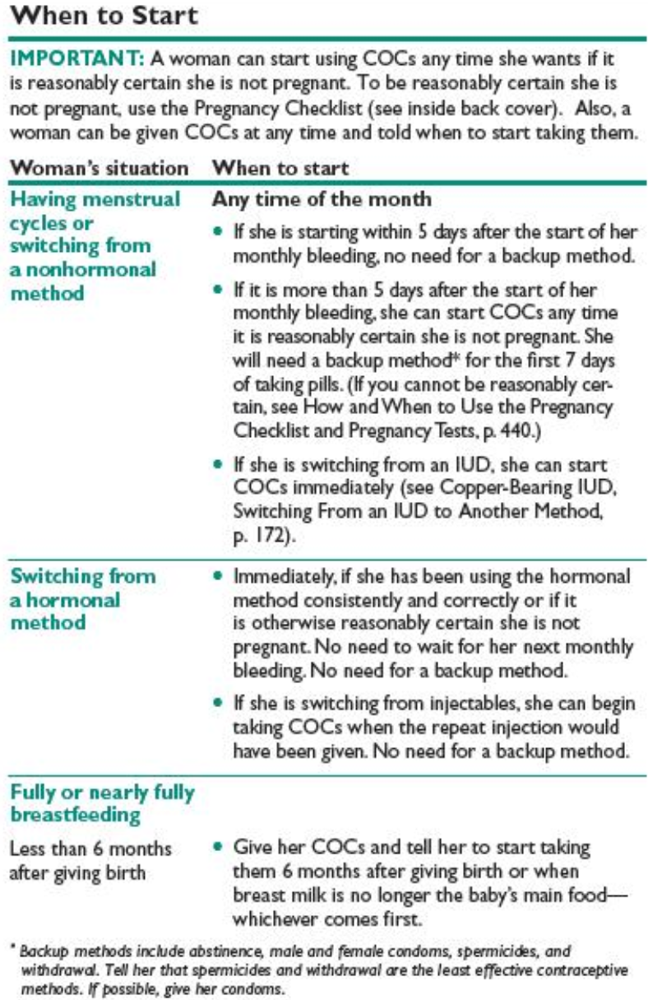 When to Start
IMPORTANT: A woman can start using COCs any time she wants if it
is reasonably certain she is not pregnant. To be reasonably certain she is
not pregnant, use the Pregnancy Checklist (see inside back cover). Also, a
woman can be given COCs at any time and told when to start taking them.
Woman's situation When to start
Having menstrual
cycles or
switching from
a nonhormonal
method
Any time of the month
• If she is starting within 5 days after the start of her
monthly bleeding, no need for a backup method.
• If it is more than 5 days after the start of her
monthly bleeding, she can start COCs any time
it is reasonably certain she is not pregnant. She
will need a backup method* for the first 7 days
of taking pills. (If you cannot be reasonably cer-
tain, see How and When to Use the Pregnancy
Checklist and Pregnancy Tests, p. 440.)
• If she is switching from an IUD, she can start
COCs immediately (see Copper-Bearing IUD,
Switching From an IUD to Another Method,
p. 172).
Switching from
a hormonal
method
• Immediately, if she has been using the hormonal
method consistently and correctly or if it
is otherwise reasonably certain she is not
pregnant. No need to wait for her next monthly
bleeding. No need for a backup method.
• If she is switching from injectables, she can begin
taking COCs when the repeat injection would
have been given. No need for a backup method.
Fully or nearly fully
breastfeeding
Less than 6 months
after giving birth
• Give her COCs and tell her to start taking
them 6 months after giving birth or when
breast milk is no longer the baby's main food—
whichever comes first.
* Backup methods include abstinence, male and female condoms, spermicides, and
withdrawal. Tell her that spermicides and withdrawal are the least effective contraceptive
methods. If possible, give her condoms.